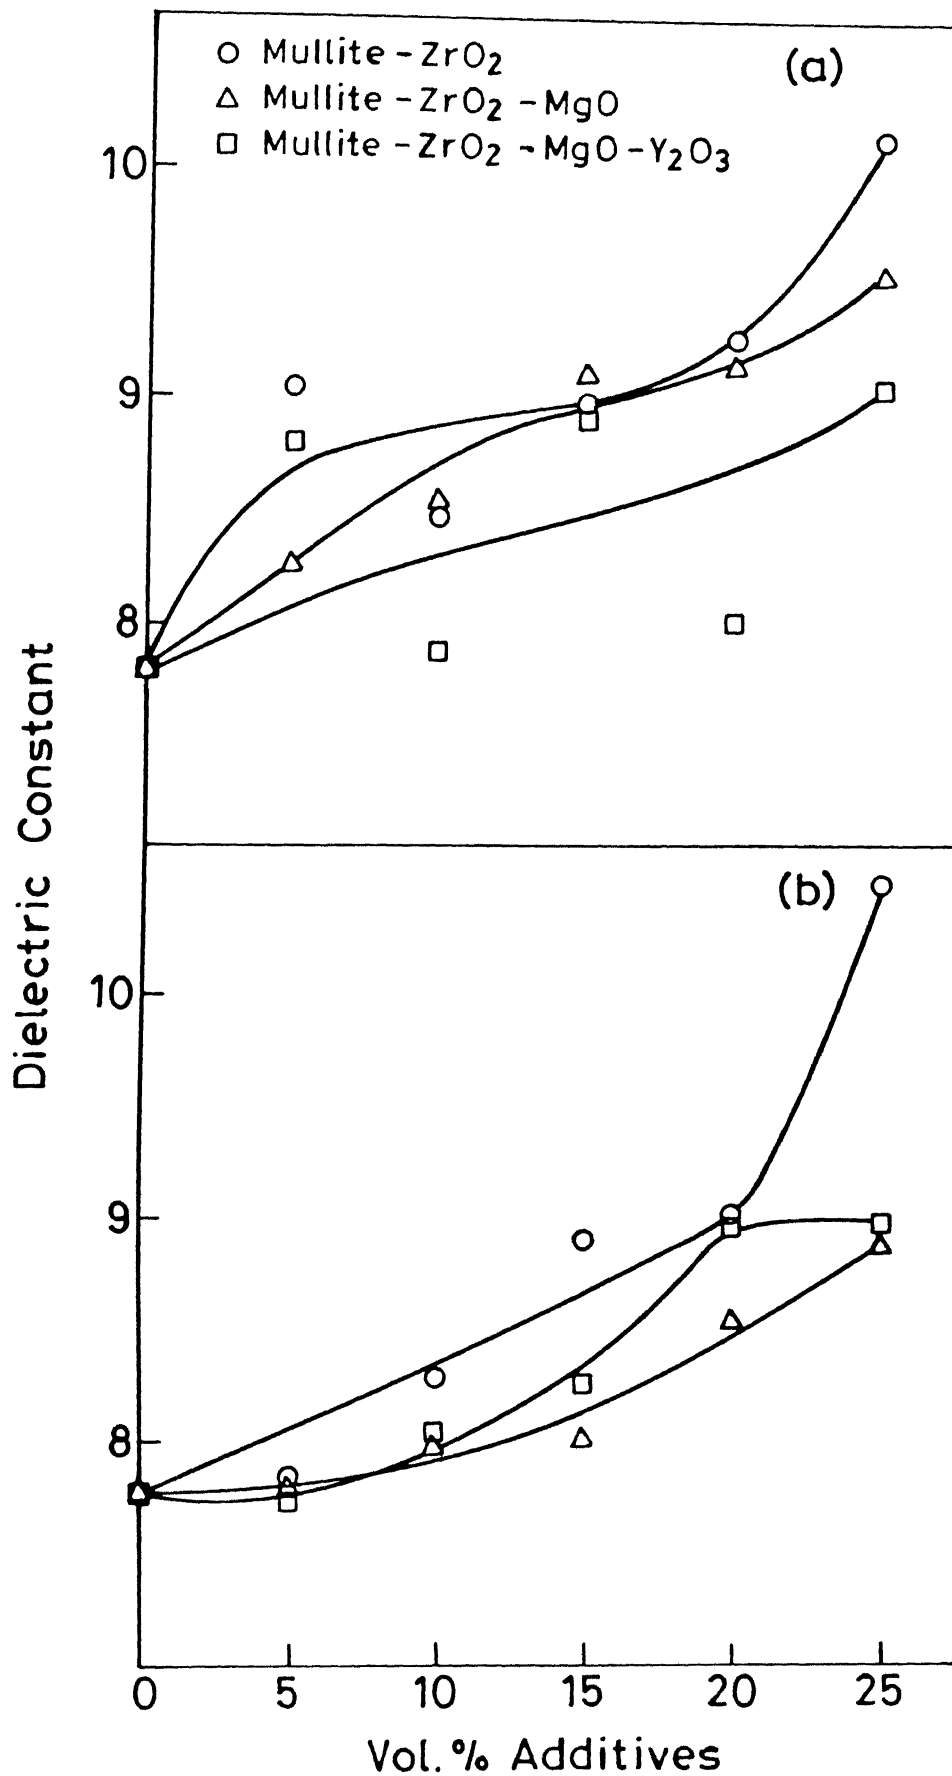 (a)
○ Mullite – ZrO₂
△ Mullite – ZrO₂ – MgO
□ Mullite – ZrO₂ – MgO – Y₂O₃
10
9
8
Dielectric Constant
(b)
10
9
8
0 5 10 15 20 25
Vol.% Additives